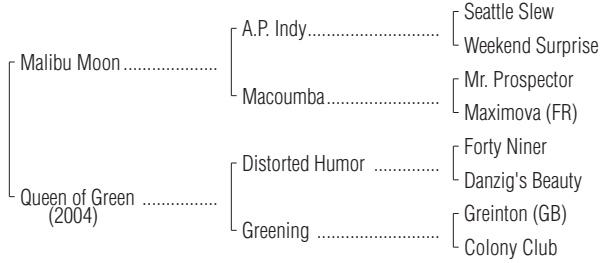 Seattle Slew
A.P. Indy..............................
Weekend Surprise
Malibu Moon ...................
Mr. Prospector
Macoumba..........................
Maximova (FR)
Forty Niner
Distorted Humor ...............
Danzig's Beauty
Queen of Green ...............
(2004)
Greinton (GB)
Greening ............................
Colony Club